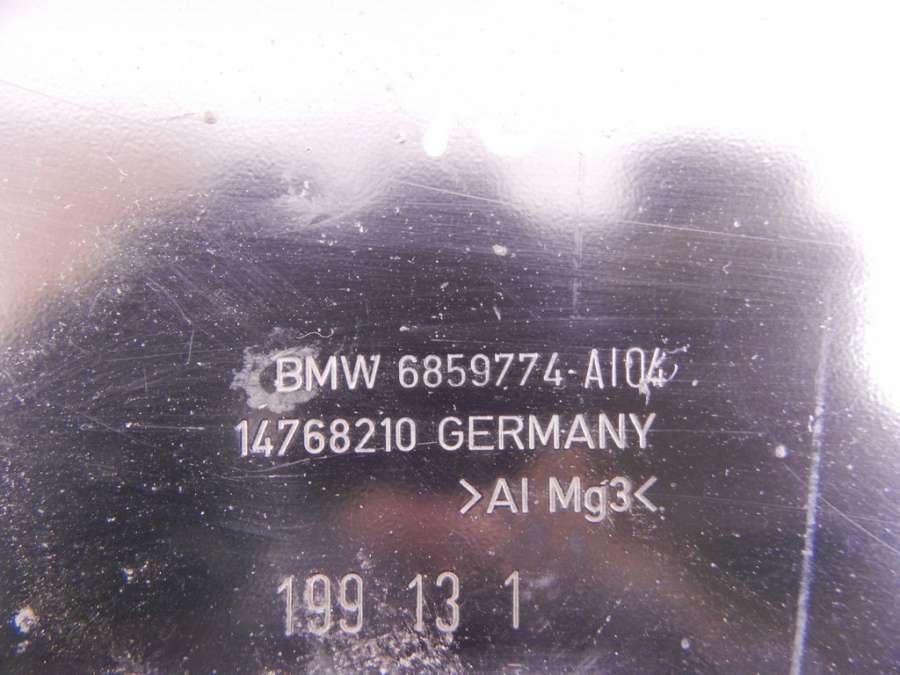 BMW 6859774-AI04
14768210 GERMANY
>Al Mg3<
199 13 1